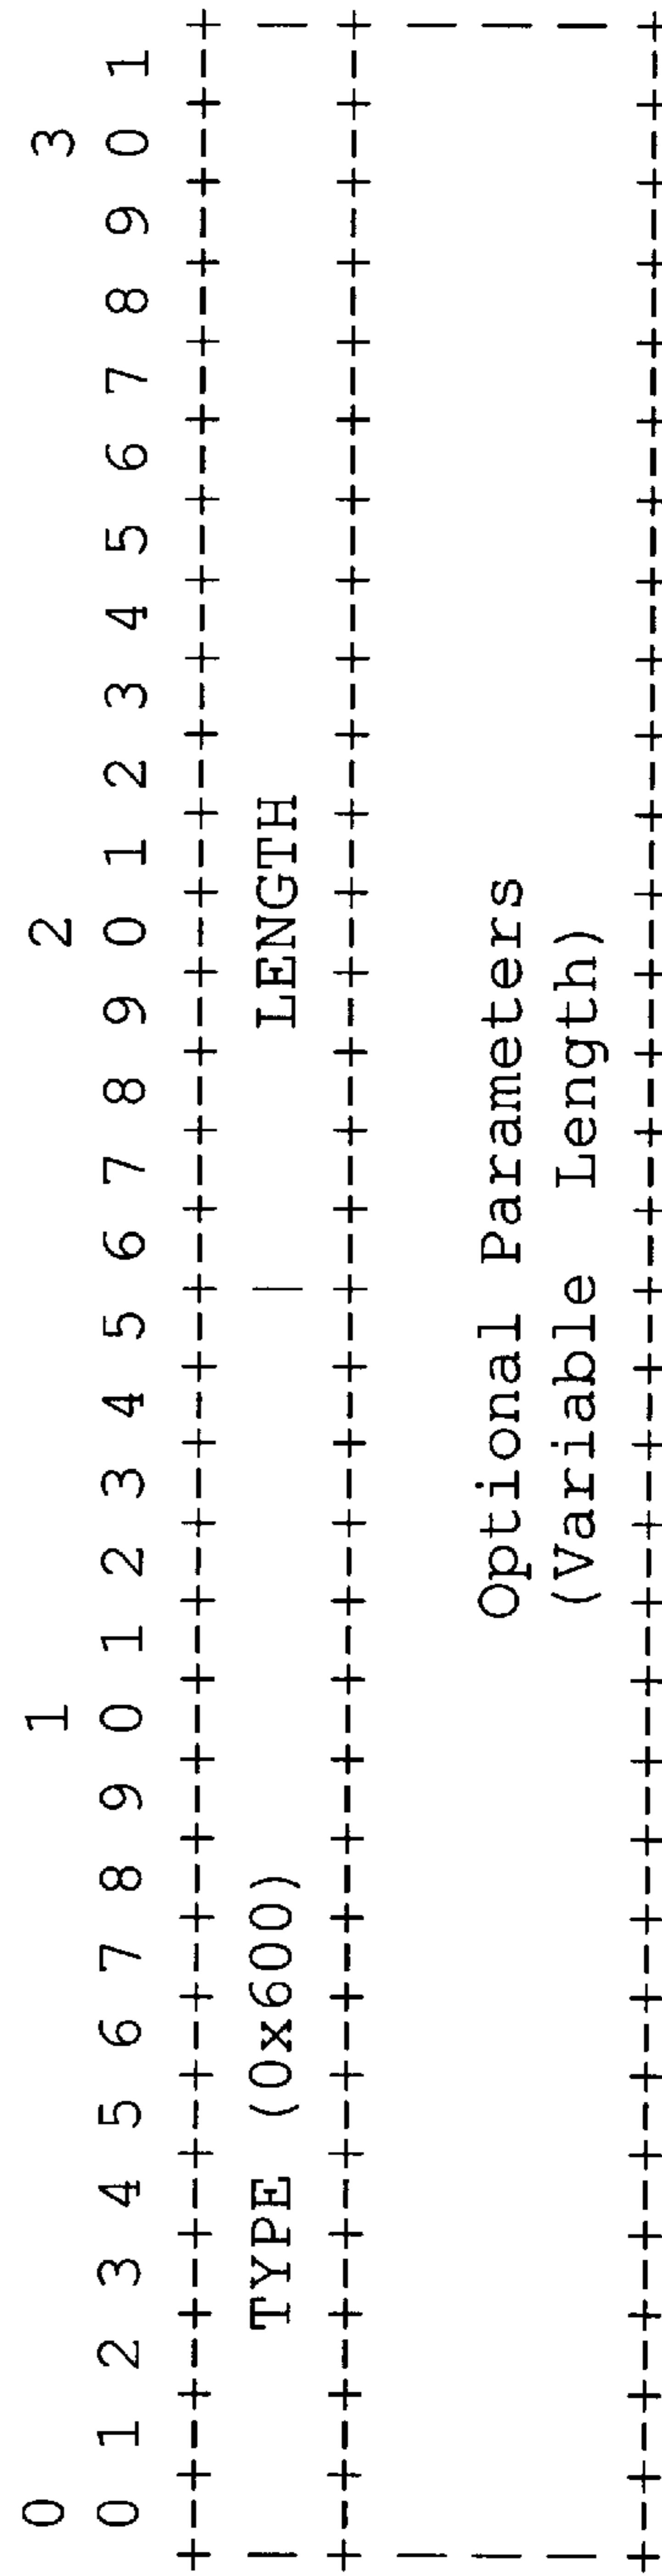 0                   1                   2                   3
 0 1 2 3 4 5 6 7 8 9 0 1 2 3 4 5 6 7 8 9 0 1 2 3 4 5 6 7 8 9 0 1
+-+-+-+-+-+-+-+-+-+-+-+-+-+-+-+-+-+-+-+-+-+-+-+-+-+-+-+-+-+-+-+-+
|     TYPE (0x600)              |      LENGTH                   |
+-+-+-+-+-+-+-+-+-+-+-+-+-+-+-+-+-+-+-+-+-+-+-+-+-+-+-+-+-+-+-+-+
|                                                               |
|                       Optional Parameters                     |
|                       (Variable  Length)                      |
+-+-+-+-+-+-+-+-+-+-+-+-+-+-+-+-+-+-+-+-+-+-+-+-+-+-+-+-+-+-+-+-+